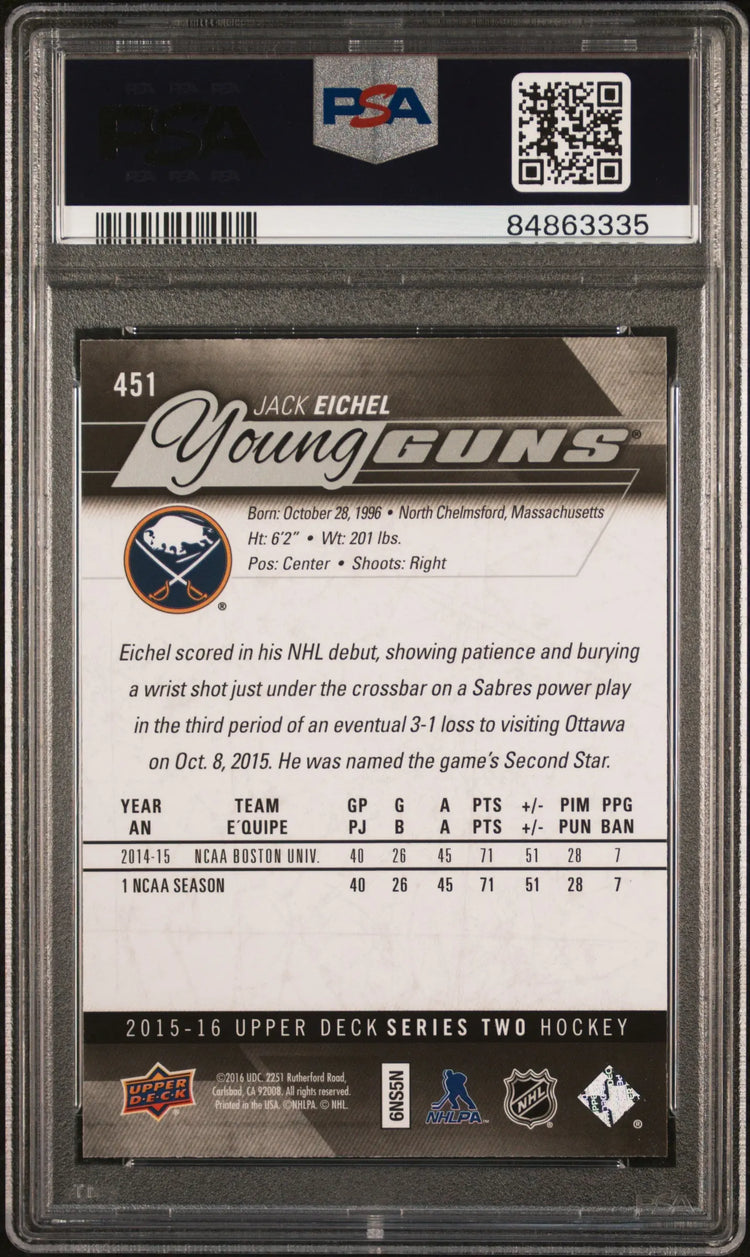 PSA
84863335
451
JACK EICHEL
Young GUNS®
Born: October 28, 1996 • North Chelmsford, Massachusetts
Ht: 6'2" • Wt: 201 lbs.
Pos: Center • Shoots: Right
®
Eichel scored in his NHL debut, showing patience and burying
a wrist shot just under the crossbar on a Sabres power play
in the third period of an eventual 3-1 loss to visiting Ottawa
on Oct. 8, 2015. He was named the game's Second Star.
YEAR TEAM GP G A PTS +/- PIM PPG
AN E´QUIPE PJ B A PTS +/- PUN BAN
2014-15 NCAA BOSTON UNIV. 40 26 45 71 51 28 7
1 NCAA SEASON 40 26 45 71 51 28 7
2015-16 UPPER DECK SERIES TWO HOCKEY
UPPER
D·E·C·K
®
©2016 UDC. 2251 Rutherford Road,
Carlsbad, CA 92008. All rights reserved.
Printed in the USA. ©NHLPA. © NHL.
6NS5N
NHLPA™
NHL
®
®
PSA